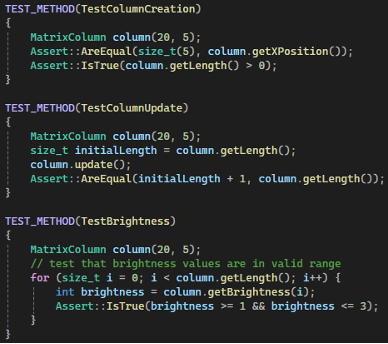 TEST_METHOD(TestColumnCreation)
{
    MatrixColumn column(20, 5);
    Assert::AreEqual(size_t(5), column.getXPosition());
    Assert::IsTrue(column.getLength() > 0);
}
TEST_METHOD(TestColumnUpdate)
{
    MatrixColumn column(20, 5);
    size_t initialLength = column.getLength();
    column.update();
    Assert::AreEqual(initialLength + 1, column.getLength());
}
TEST_METHOD(TestBrightness)
{
    MatrixColumn column(20, 5);
    // test that brightness values are in valid range
    for (size_t i = 0; i < column.getLength(); i++) {
        int brightness = column.getBrightness(i);
        Assert::IsTrue(brightness >= 1 && brightness <= 3);
    }
}